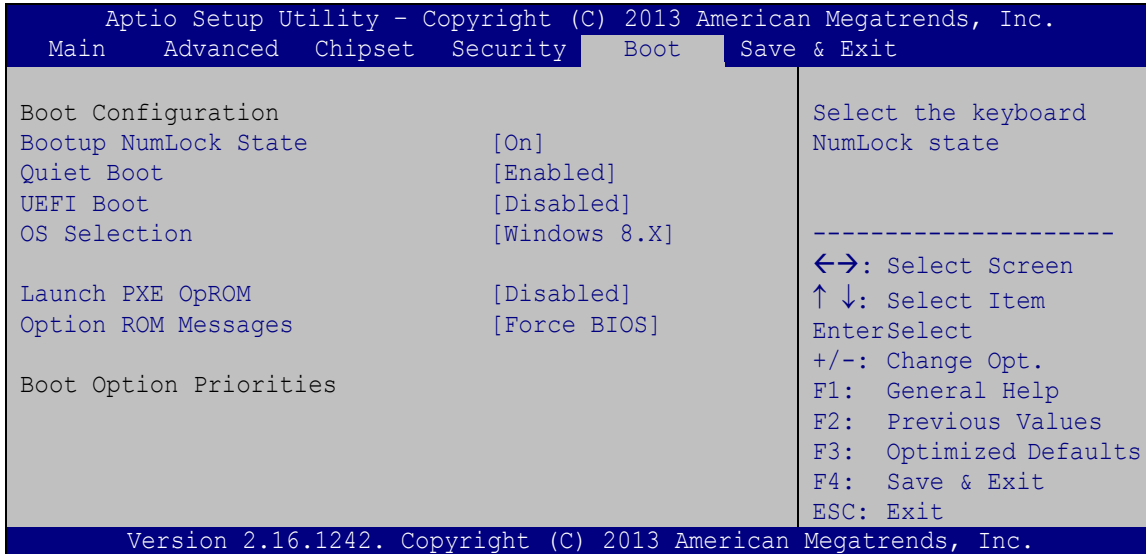 Aptio Setup Utility – Copyright (C) 2013 American Megatrends, Inc.
Main Advanced Chipset Security Boot Save & Exit
Boot Configuration
Bootup NumLock State [On]
Quiet Boot [Enabled]
UEFI Boot [Disabled]
OS Selection [Windows 8.X]
Launch PXE OpROM [Disabled]
Option ROM Messages [Force BIOS]
Boot Option Priorities
Select the keyboard
NumLock state
---------------------
←→: Select Screen
↑ ↓: Select Item
EnterSelect
+/-: Change Opt.
F1: General Help
F2: Previous Values
F3: Optimized Defaults
F4: Save & Exit
ESC: Exit
Version 2.16.1242. Copyright (C) 2013 American Megatrends, Inc.